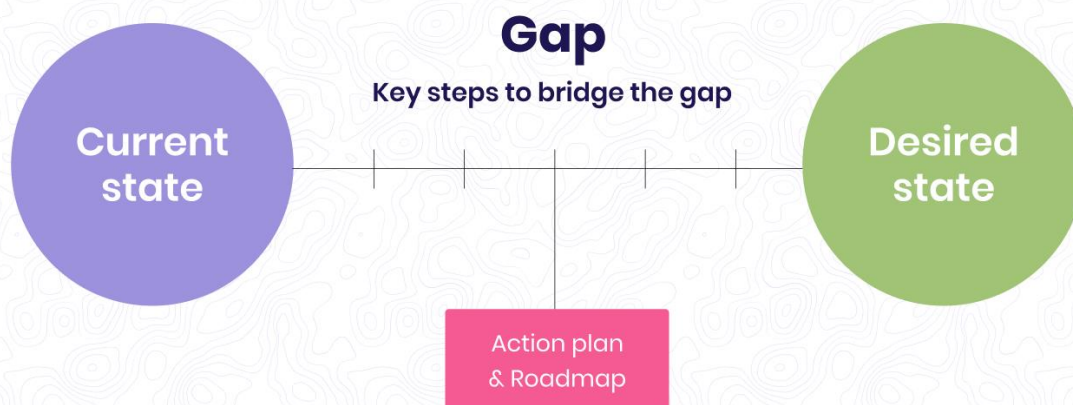 Gap
Key steps to bridge the gap
Current
state
Desired
state
Action plan
& Roadmap